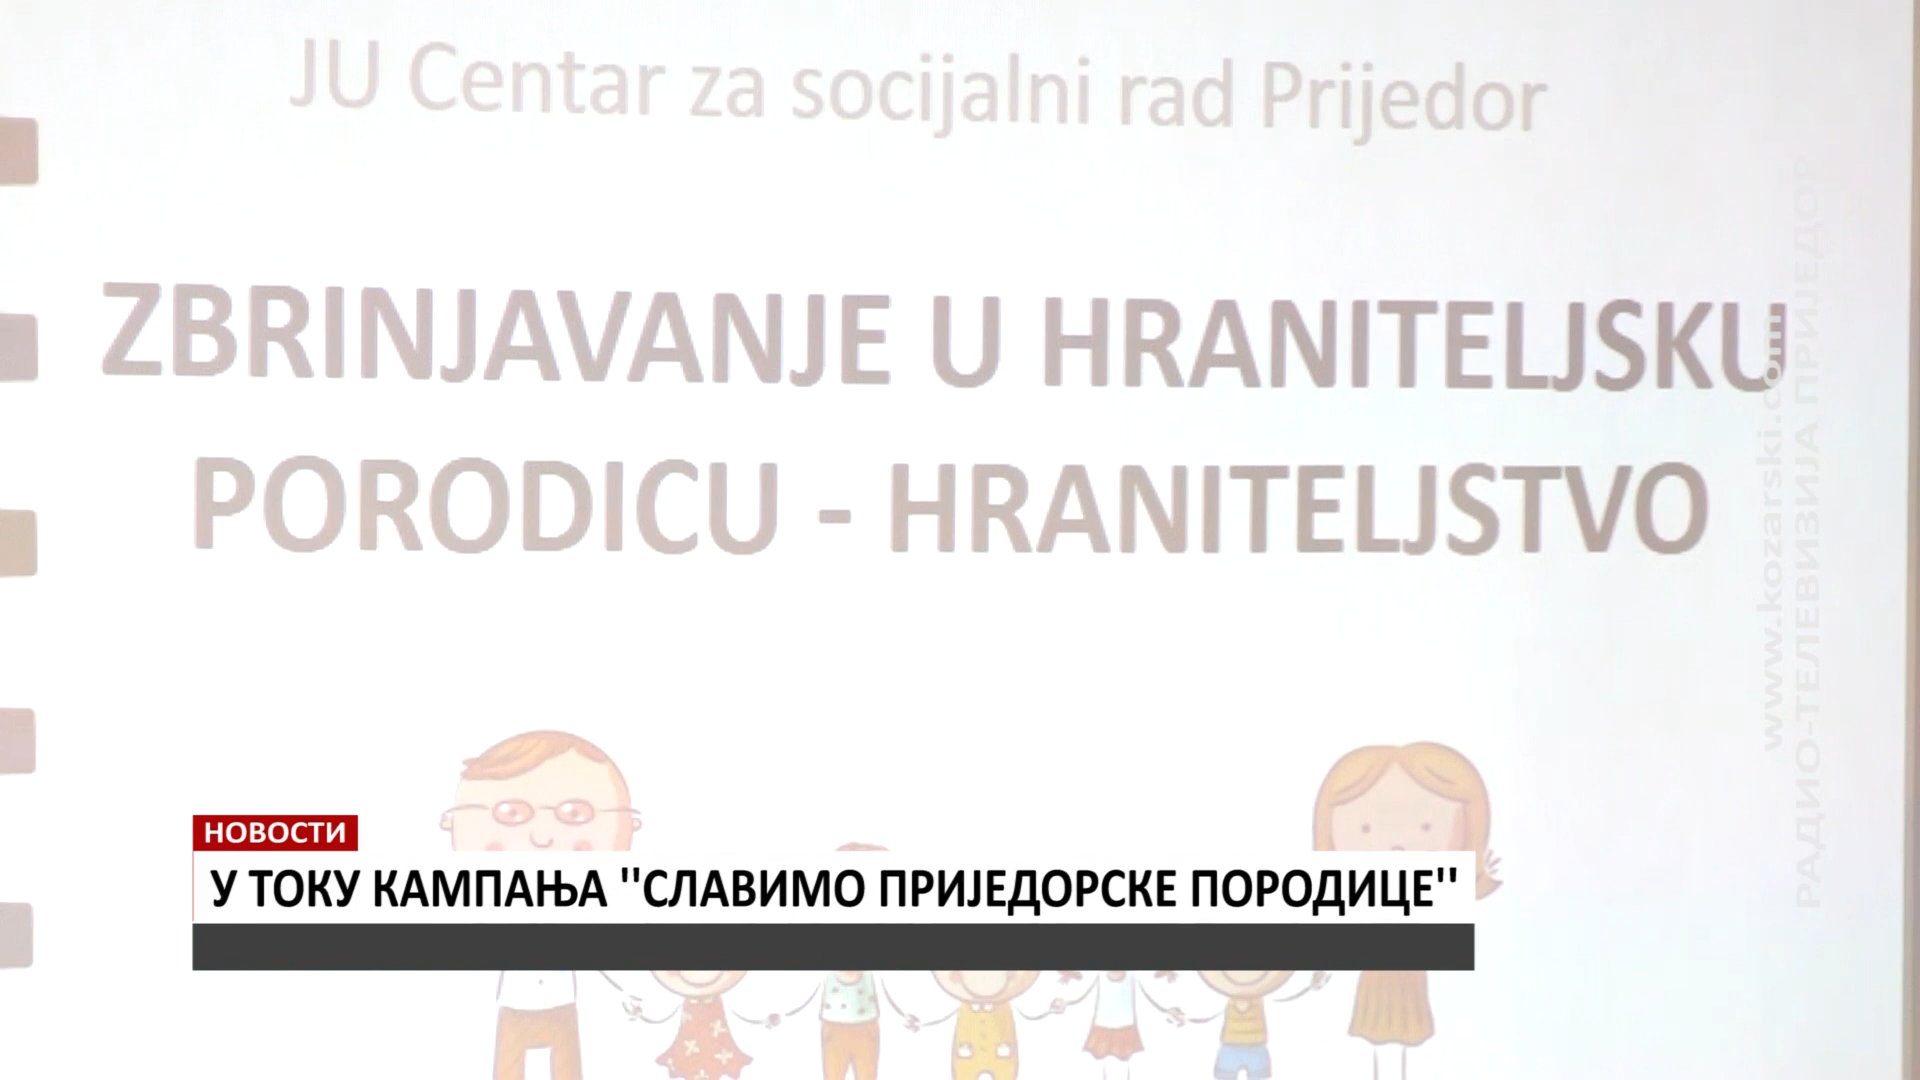 JU Centar za socijalni rad Prijedor
ZBRINJAVANJE U HRANITELJSKU
PORODICU - HRANITELJSTVO
www.kozarski.com
РАДИО-ТЕЛЕВИЗИЈА ПРИЈЕДОР
НОВОСТИ
У ТОКУ КАМПАЊА ''СЛАВИМО ПРИЈЕДОРСКЕ ПОРОДИЦЕ''